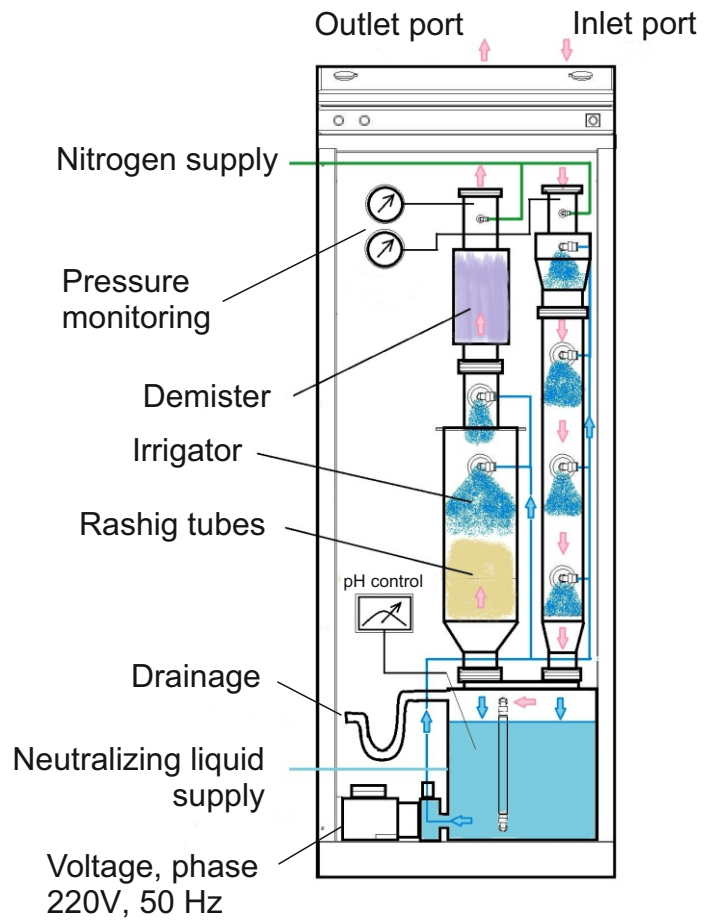 Outlet port
Inlet port
Nitrogen supply
Pressure
monitoring
Demister
Irrigator
Rashig tubes
pH control
Drainage
Neutralizing liquid
supply
Voltage, phase
220V, 50 Hz